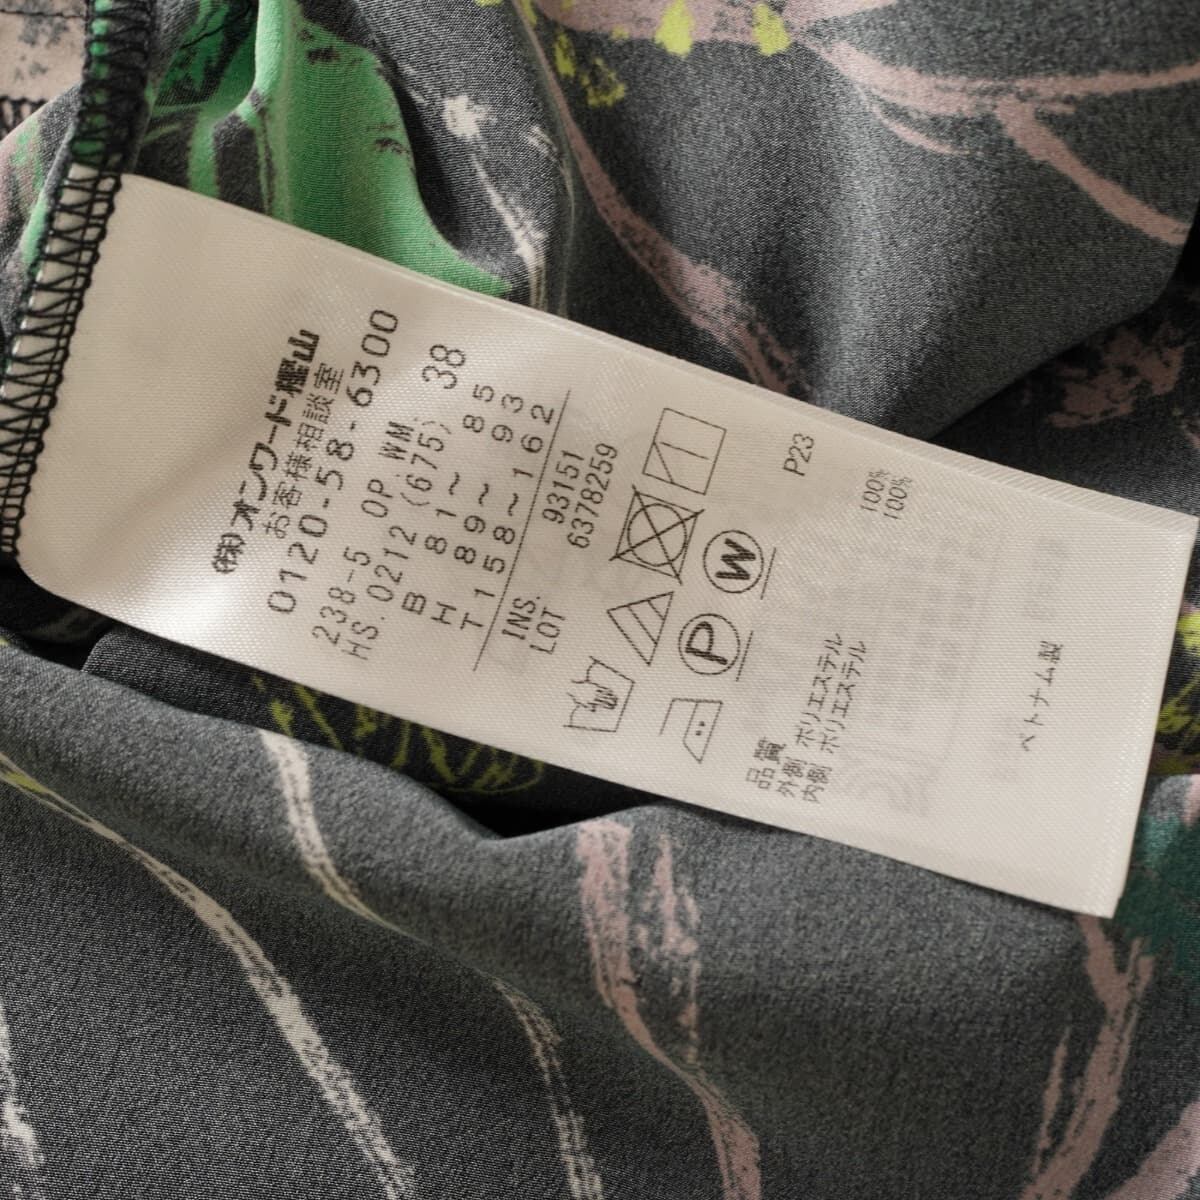 ㈱オンワード樫山
お客様相談室
0120-58-6300
238-5 OP.WM.
HS.0212(675) 38
B 81～ 85
H 89～ 93
T158～162
INS. 93151
LOT 6378259
W
P
P23
品質
外側 ポリエステル 100%
内側 ポリエステル 100%
ベトナム製